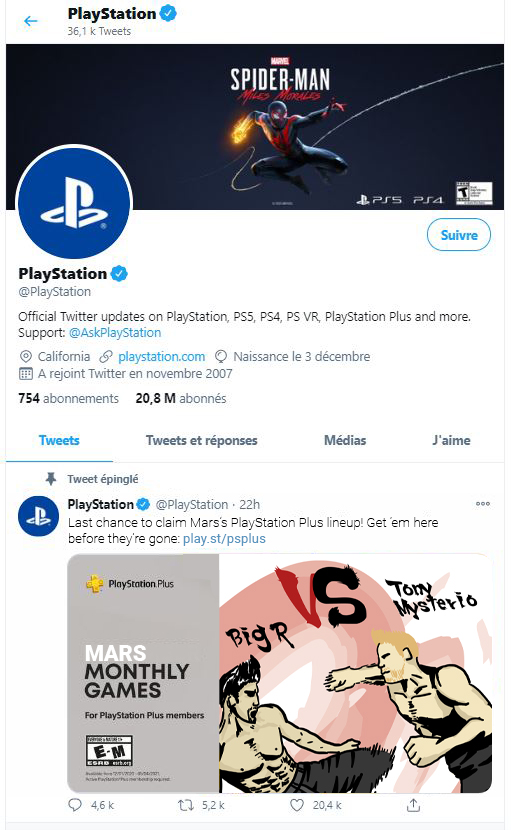 PlayStation
36,1 k Tweets
MARVEL
SPIDER-MAN
MILES MORALES
PS5 PS4
Suivre
PlayStation
@PlayStation
Official Twitter updates on PlayStation, PS5, PS4, PS VR, PlayStation Plus and more.
Support: @AskPlayStation
California playstation.com Naissance le 3 décembre
A rejoint Twitter en novembre 2007
754 abonnements 20,8 M abonnés
Tweets Tweets et réponses Médias J'aime
Tweet épinglé
PlayStation @PlayStation · 22h
Last chance to claim Mars's PlayStation Plus lineup! Get 'em here
before they're gone: play.st/psplus
PlayStation.Plus
MARS
MONTHLY
GAMES
For PlayStation Plus members
E-M
ESRB esrb.org
VS
Big R
Tony
Mysterio
4,6 k 5,2 k 20,4 k